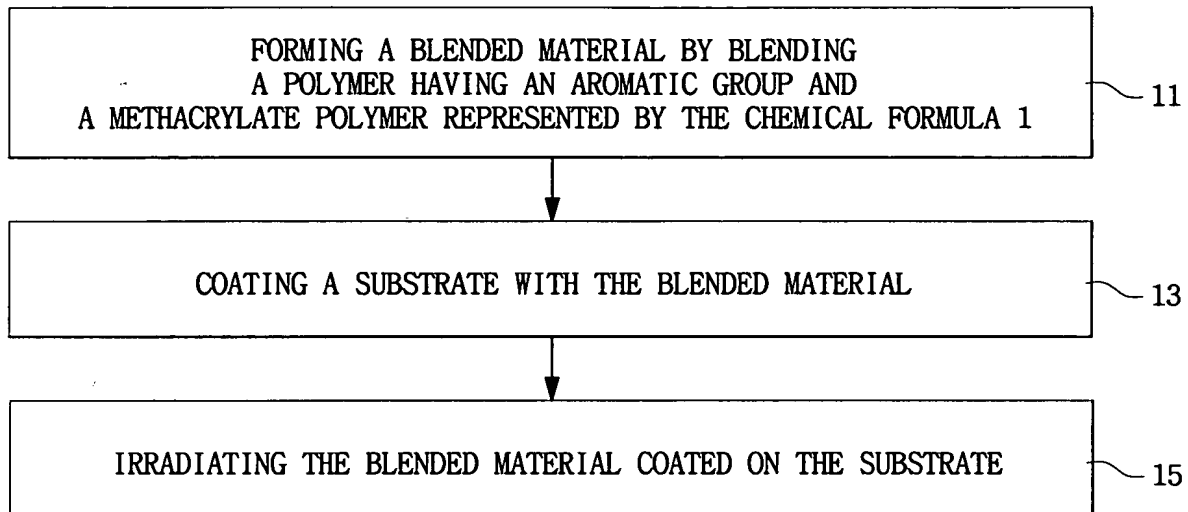 FORMING A BLENDED MATERIAL BY BLENDING
A POLYMER HAVING AN AROMATIC GROUP AND
A METHACRYLATE POLYMER REPRESENTED BY THE CHEMICAL FORMULA 1
11
COATING A SUBSTRATE WITH THE BLENDED MATERIAL
13
IRRADIATING THE BLENDED MATERIAL COATED ON THE SUBSTRATE
15